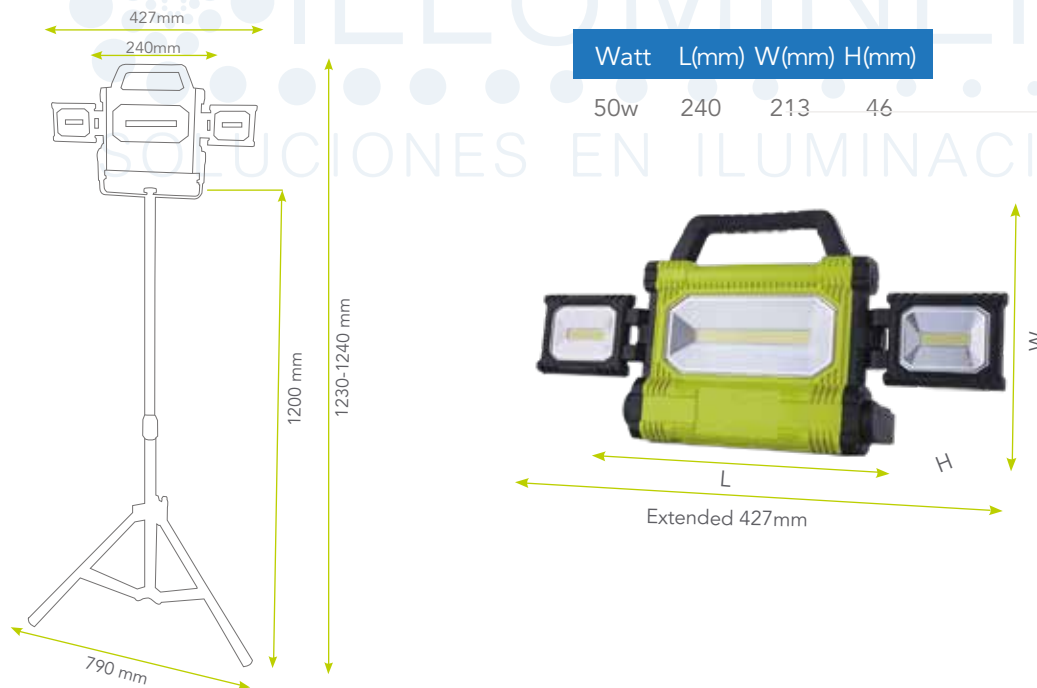 427mm
240mm
1200 mm
1230-1240 mm
790 mm
Watt L(mm) W(mm) H(mm)
50w 240 213 46
W
H
L
Extended 427mm
SOLUCIONES EN ILUMINACI